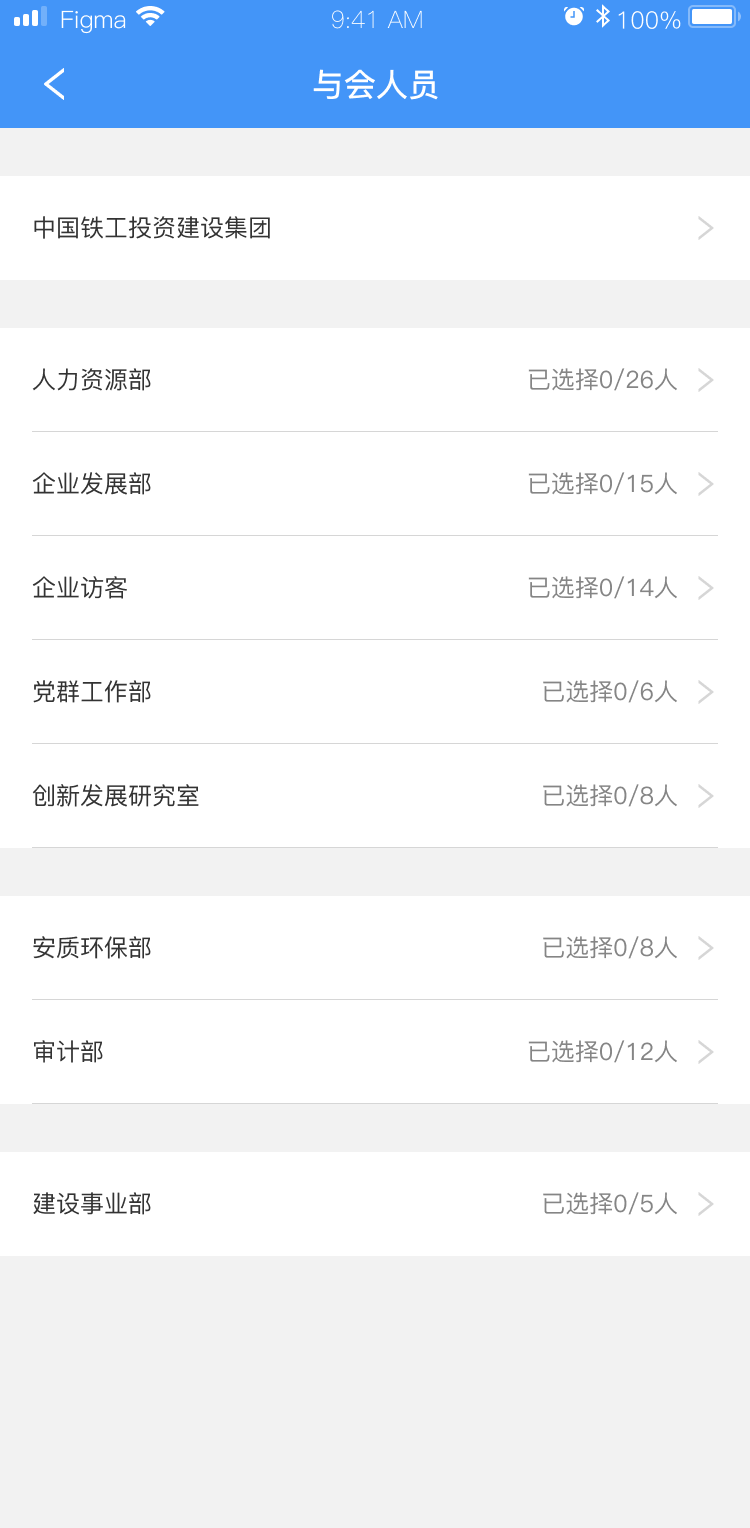 Figma 9:41 AM 100%
与会人员
中国铁工投资建设集团
人力资源部 已选择0/26人
企业发展部 已选择0/15人
企业访客 已选择0/14人
党群工作部 已选择0/6人
创新发展研究室 已选择0/8人
安质环保部 已选择0/8人
审计部 已选择0/12人
建设事业部 已选择0/5人